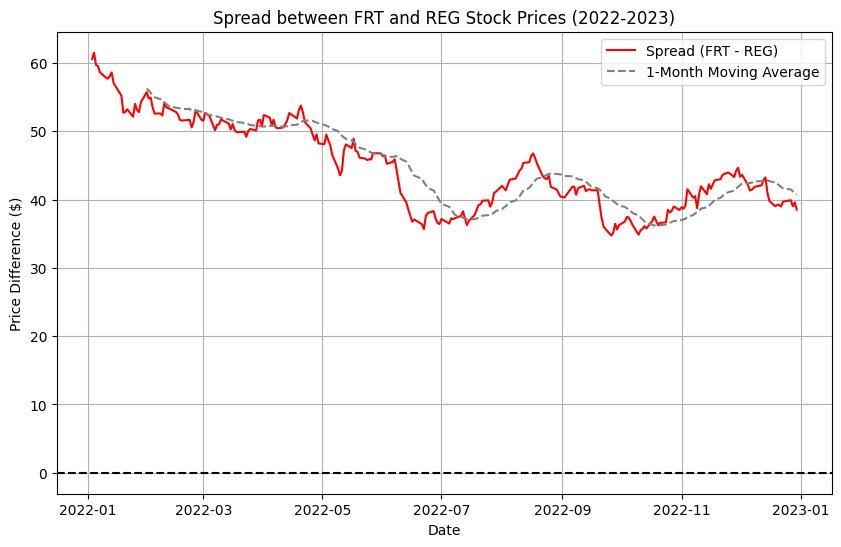 Spread between FRT and REG Stock Prices (2022-2023)
Spread (FRT - REG)
1-Month Moving Average
Price Difference ($)
60
50
40
30
20
10
0
2022-01 2022-03 2022-05 2022-07 2022-09 2022-11 2023-01
Date